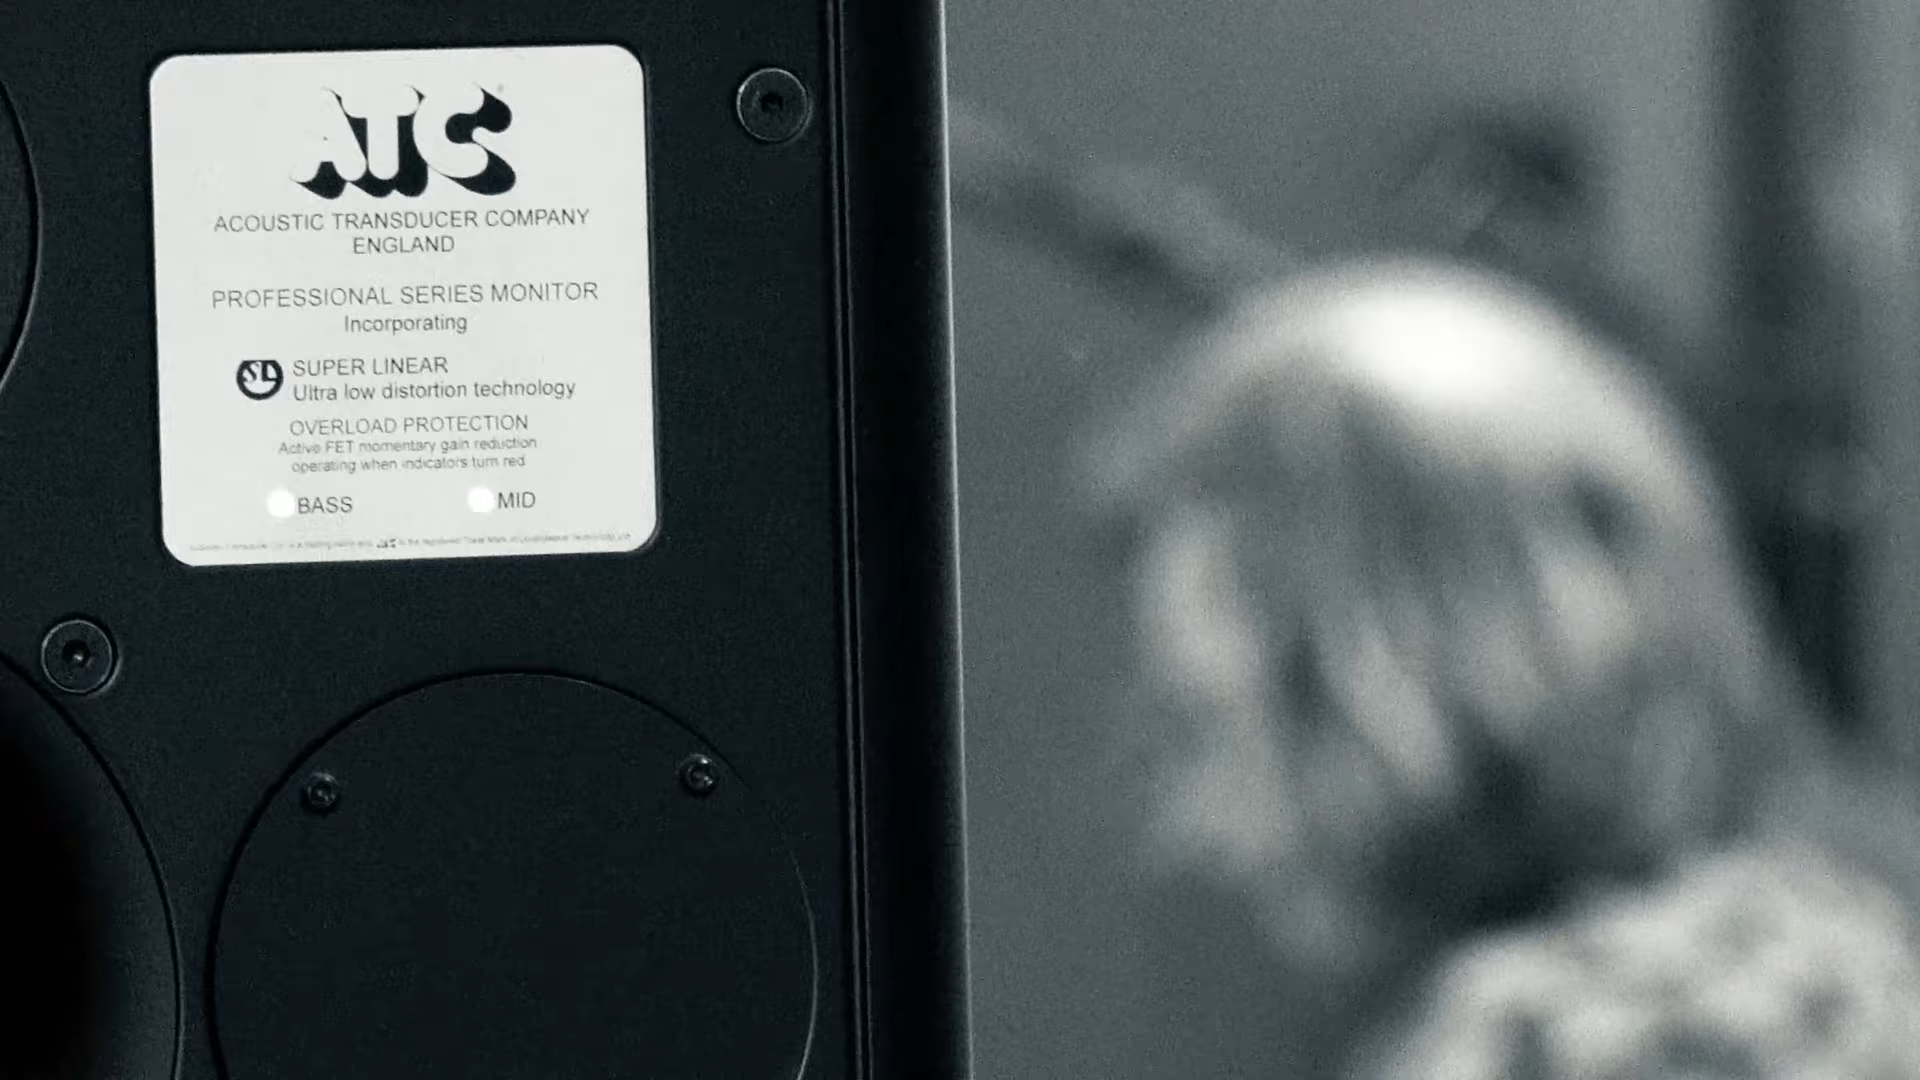 ATC
ACOUSTIC TRANSDUCER COMPANY
ENGLAND
PROFESSIONAL SERIES MONITOR
Incorporating
SL SUPER LINEAR
Ultra low distortion technology
OVERLOAD PROTECTION
Active FET momentary gain reduction
operating when indicators turn red
BASS MID